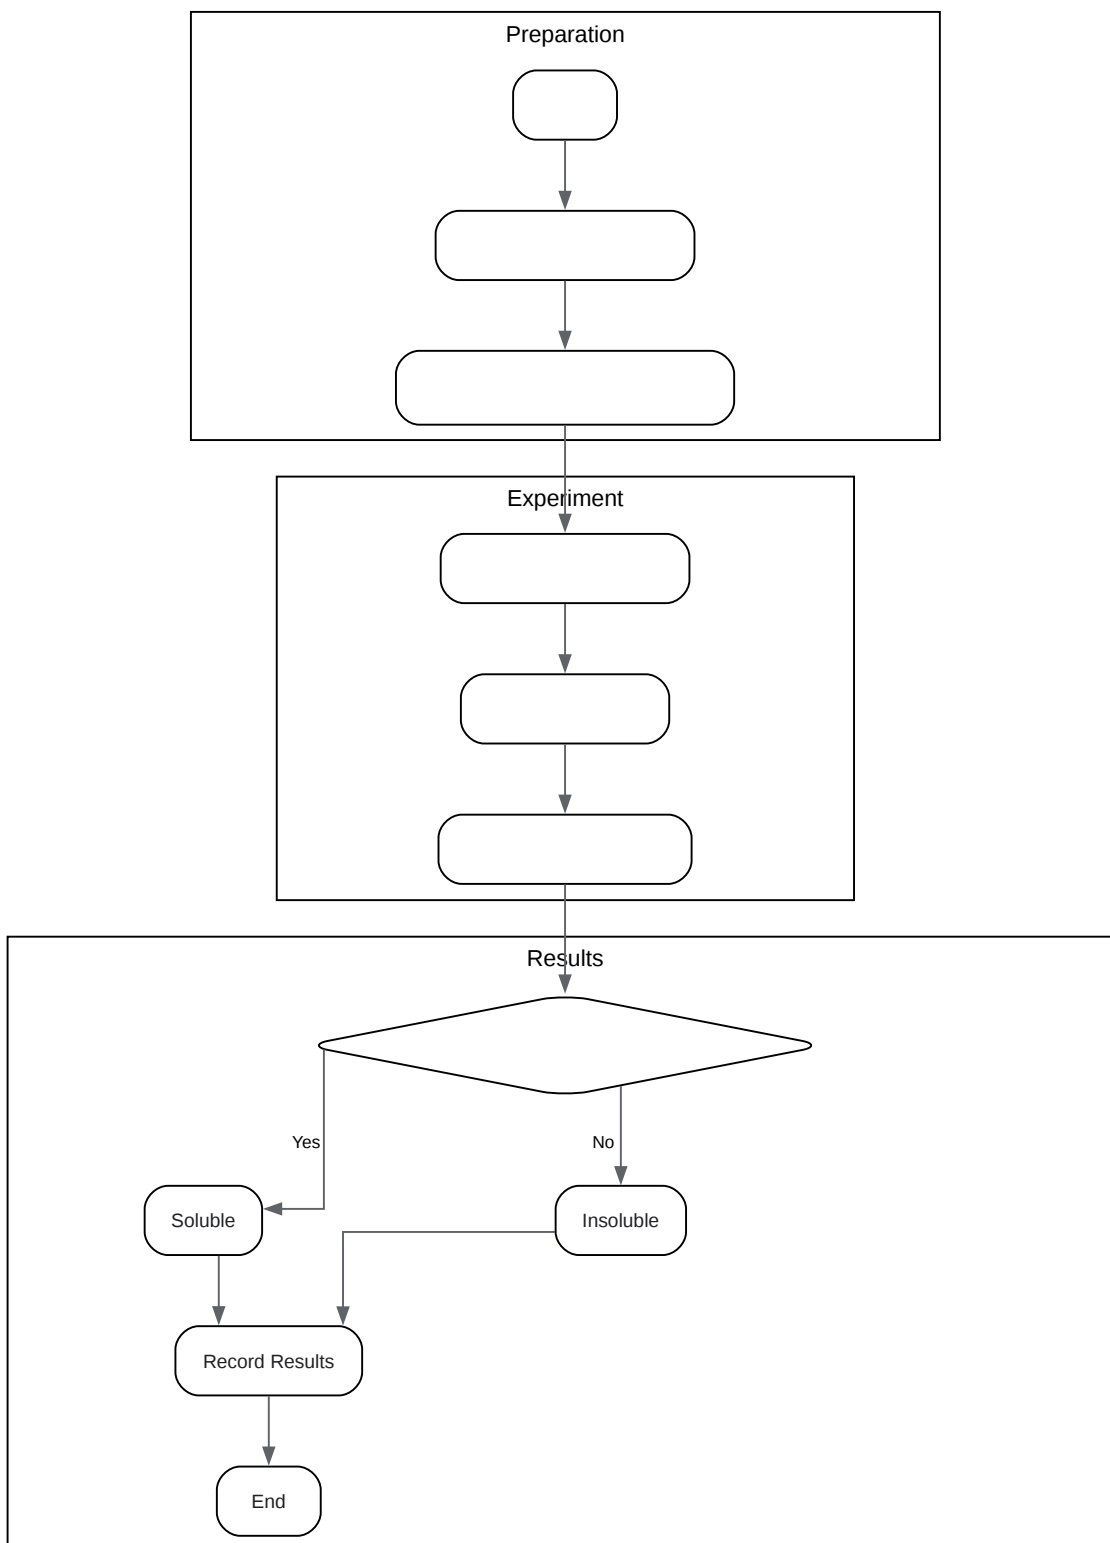 Preparation
Experiment
Results
Yes
No
Soluble
Insoluble
Record Results
End